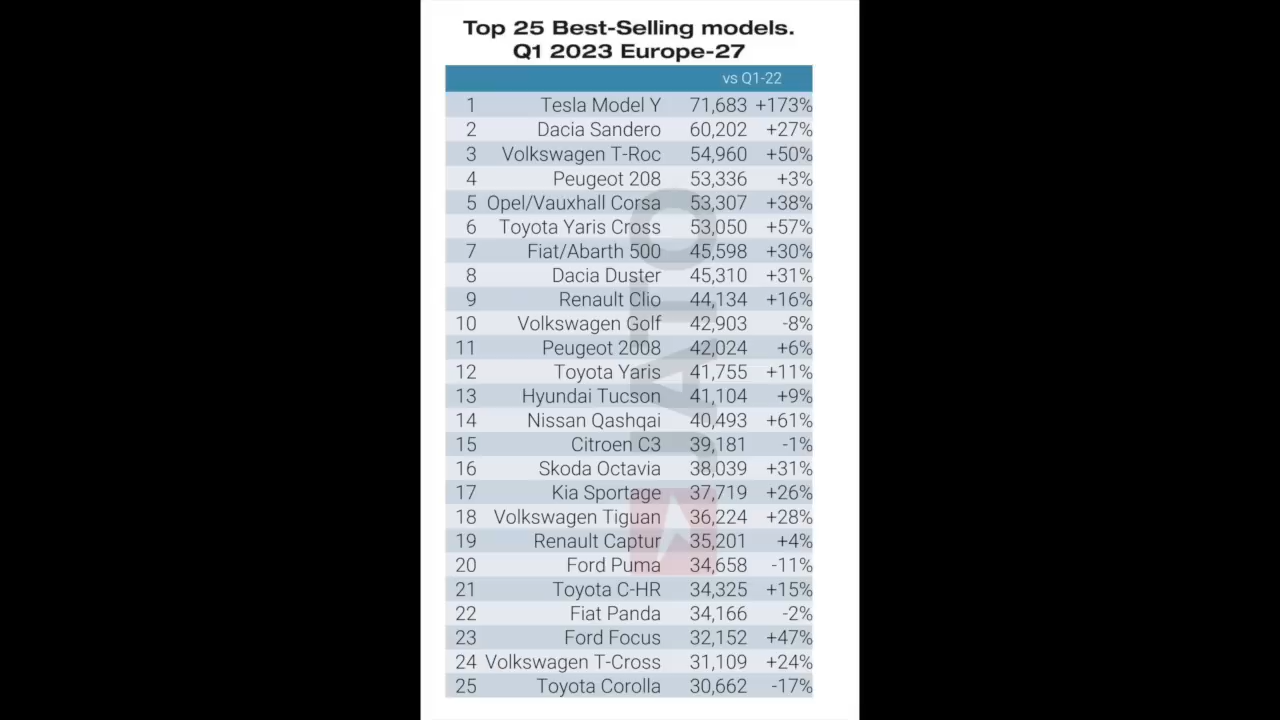 Top 25 Best-Selling models.
Q1 2023 Europe-27
vs Q1-22
1 Tesla Model Y 71,683 +173%
2 Dacia Sandero 60,202 +27%
3 Volkswagen T-Roc 54,960 +50%
4 Peugeot 208 53,336 +3%
5 Opel/Vauxhall Corsa 53,307 +38%
6 Toyota Yaris Cross 53,050 +57%
7 Fiat/Abarth 500 45,598 +30%
8 Dacia Duster 45,310 +31%
9 Renault Clio 44,134 +16%
10 Volkswagen Golf 42,903 -8%
11 Peugeot 2008 42,024 +6%
12 Toyota Yaris 41,755 +11%
13 Hyundai Tucson 41,104 +9%
14 Nissan Qashqai 40,493 +61%
15 Citroen C3 39,181 -1%
16 Skoda Octavia 38,039 +31%
17 Kia Sportage 37,719 +26%
18 Volkswagen Tiguan 36,224 +28%
19 Renault Captur 35,201 +4%
20 Ford Puma 34,658 -11%
21 Toyota C-HR 34,325 +15%
22 Fiat Panda 34,166 -2%
23 Ford Focus 32,152 +47%
24 Volkswagen T-Cross 31,109 +24%
25 Toyota Corolla 30,662 -17%
JATO